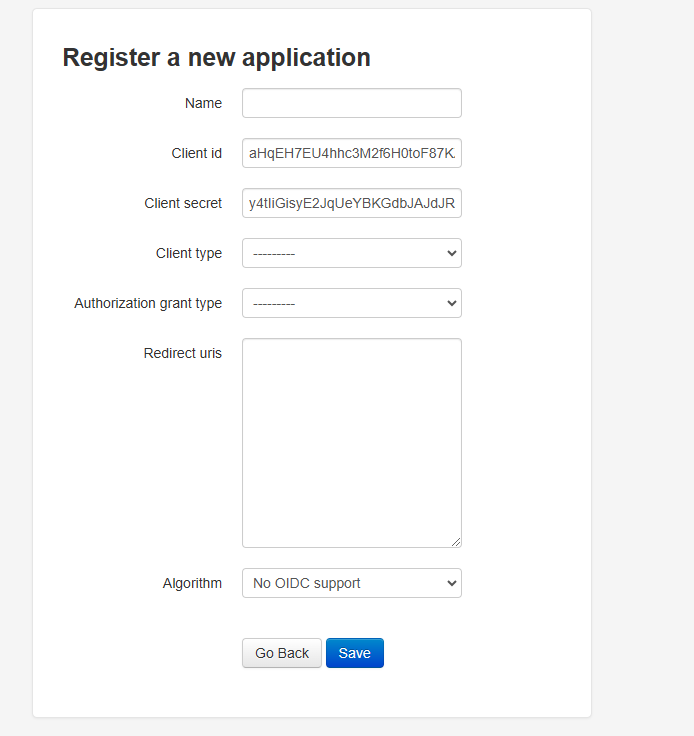 Register a new application
Name
Client id aHqEH7EU4hhc3M2f6H0toF87K
Client secret y4tIiGisyE2JqUeYBKGdbJAJdJR
Client type ---------
Authorization grant type ---------
Redirect uris
Algorithm No OIDC support
Go Back Save